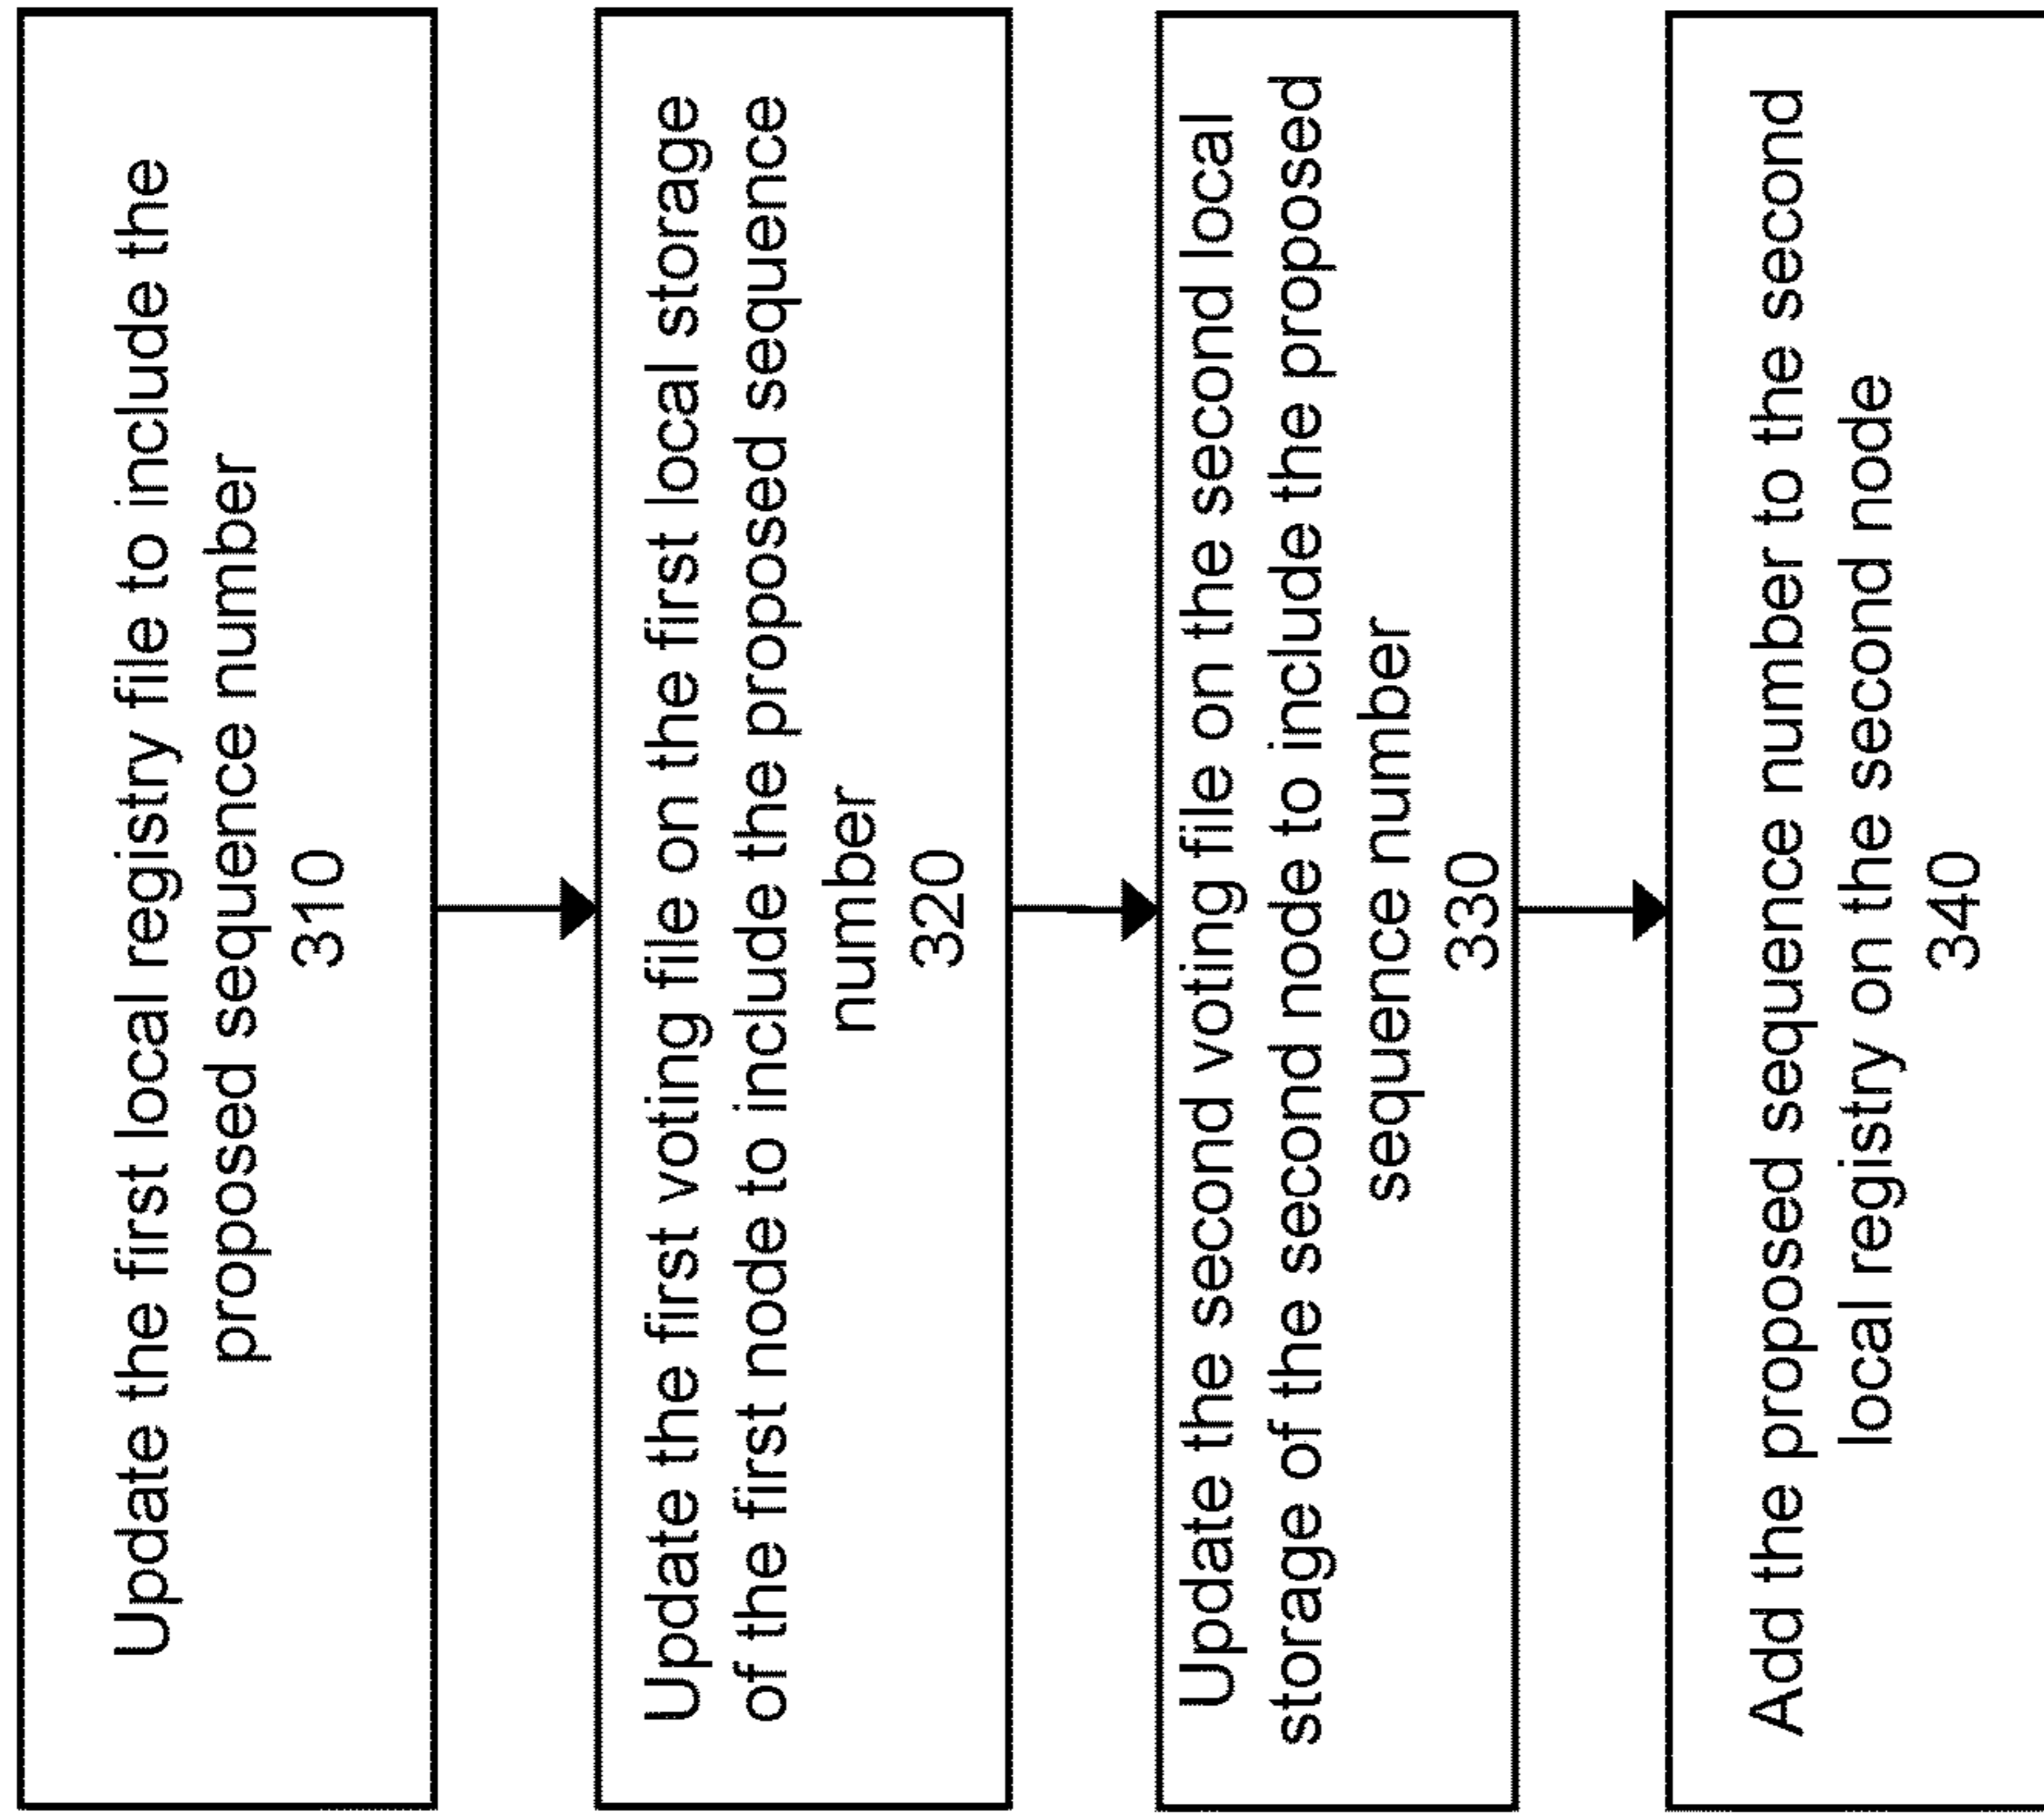 Update the first local registry file to include the
proposed sequence number
310
Update the first voting file on the first local storage
of the first node to include the proposed sequence
number
320
Update the second voting file on the second local
storage of the second node to include the proposed
sequence number
330
Add the proposed sequence number to the second
local registry on the second node
340